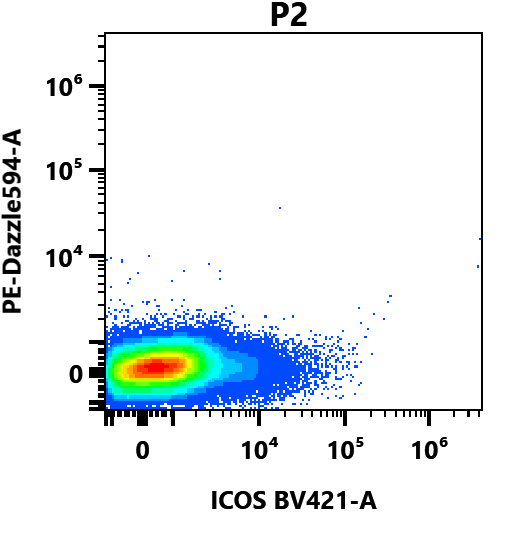 P2
PE-Dazzle594-A
10⁶
10⁵
10⁴
0
0 10⁴ 10⁵ 10⁶
ICOS BV421-A